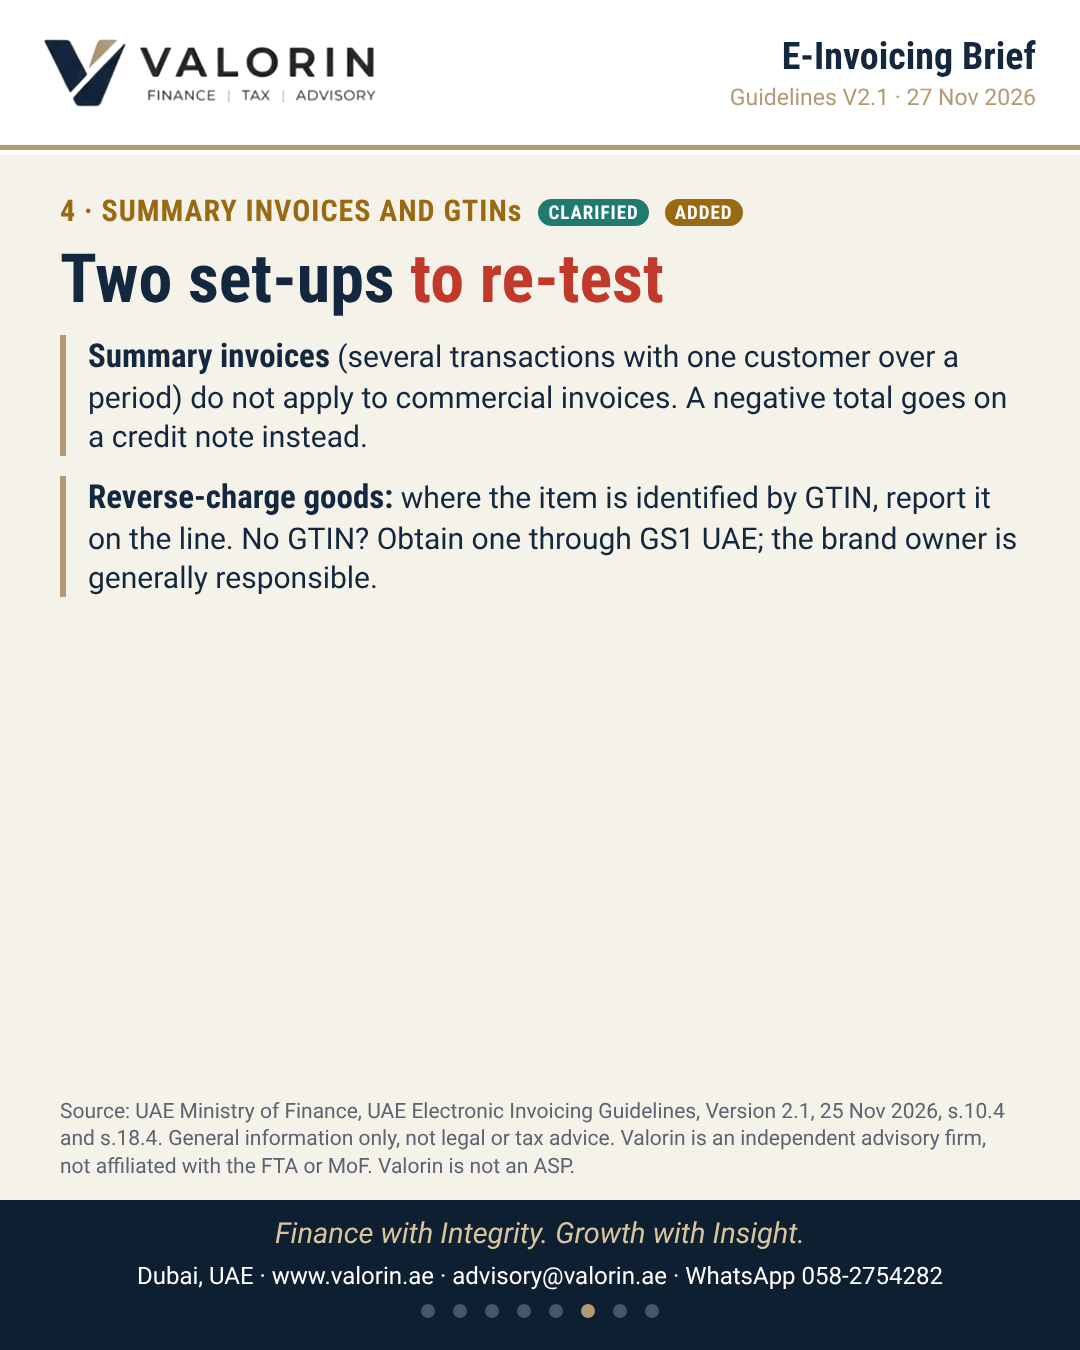 VALORIN
FINANCE | TAX | ADVISORY
E-Invoicing Brief
Guidelines V2.1 · 27 Nov 2026
4 · SUMMARY INVOICES AND GTINs CLARIFIED ADDED
Two set-ups to re-test
Summary invoices (several transactions with one customer over a
period) do not apply to commercial invoices. A negative total goes on
a credit note instead.
Reverse-charge goods: where the item is identified by GTIN, report it
on the line. No GTIN? Obtain one through GS1 UAE; the brand owner is
generally responsible.
Source: UAE Ministry of Finance, UAE Electronic Invoicing Guidelines, Version 2.1, 25 Nov 2026, s.10.4
and s.18.4. General information only, not legal or tax advice. Valorin is an independent advisory firm,
not affiliated with the FTA or MoF. Valorin is not an ASP.
Finance with Integrity. Growth with Insight.
Dubai, UAE · www.valorin.ae · advisory@valorin.ae · WhatsApp 058-2754282